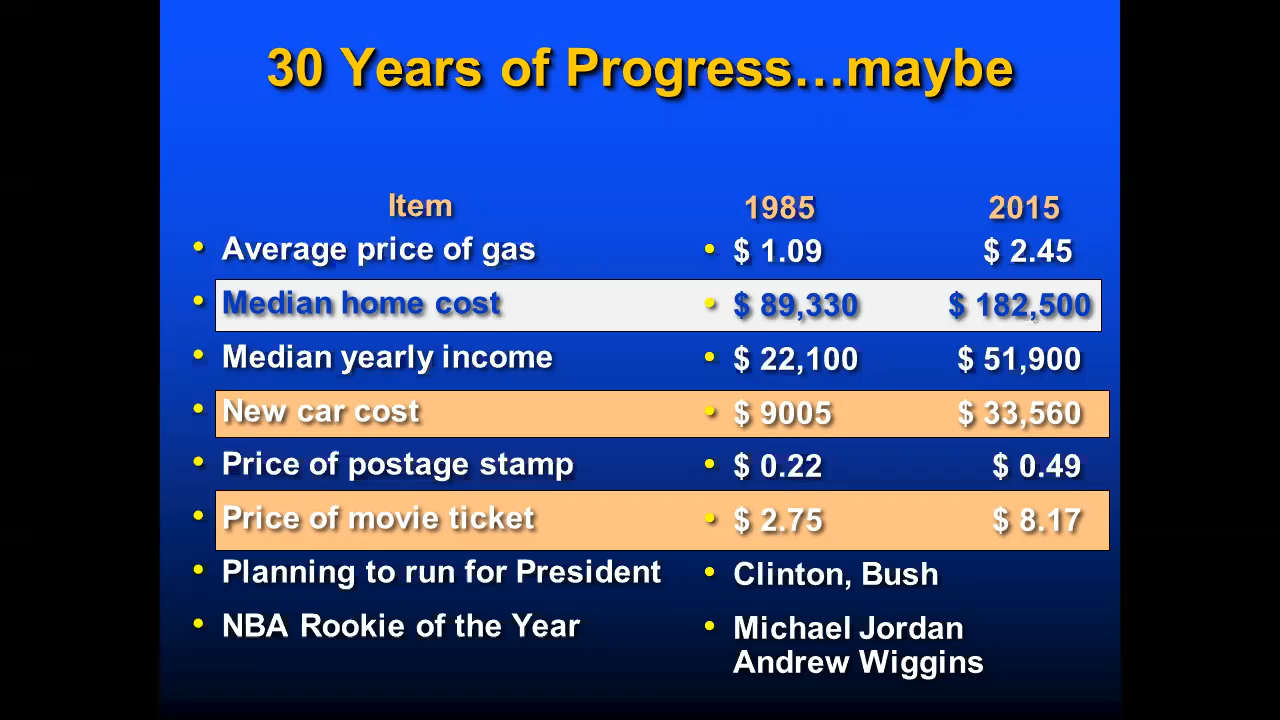 30 Years of Progress…maybe
Item 1985 2015
• Average price of gas • $ 1.09 $ 2.45
• Median home cost • $ 89,330 $ 182,500
• Median yearly income • $ 22,100 $ 51,900
• New car cost • $ 9005 $ 33,560
• Price of postage stamp • $ 0.22 $ 0.49
• Price of movie ticket • $ 2.75 $ 8.17
• Planning to run for President • Clinton, Bush
• NBA Rookie of the Year • Michael Jordan
Andrew Wiggins